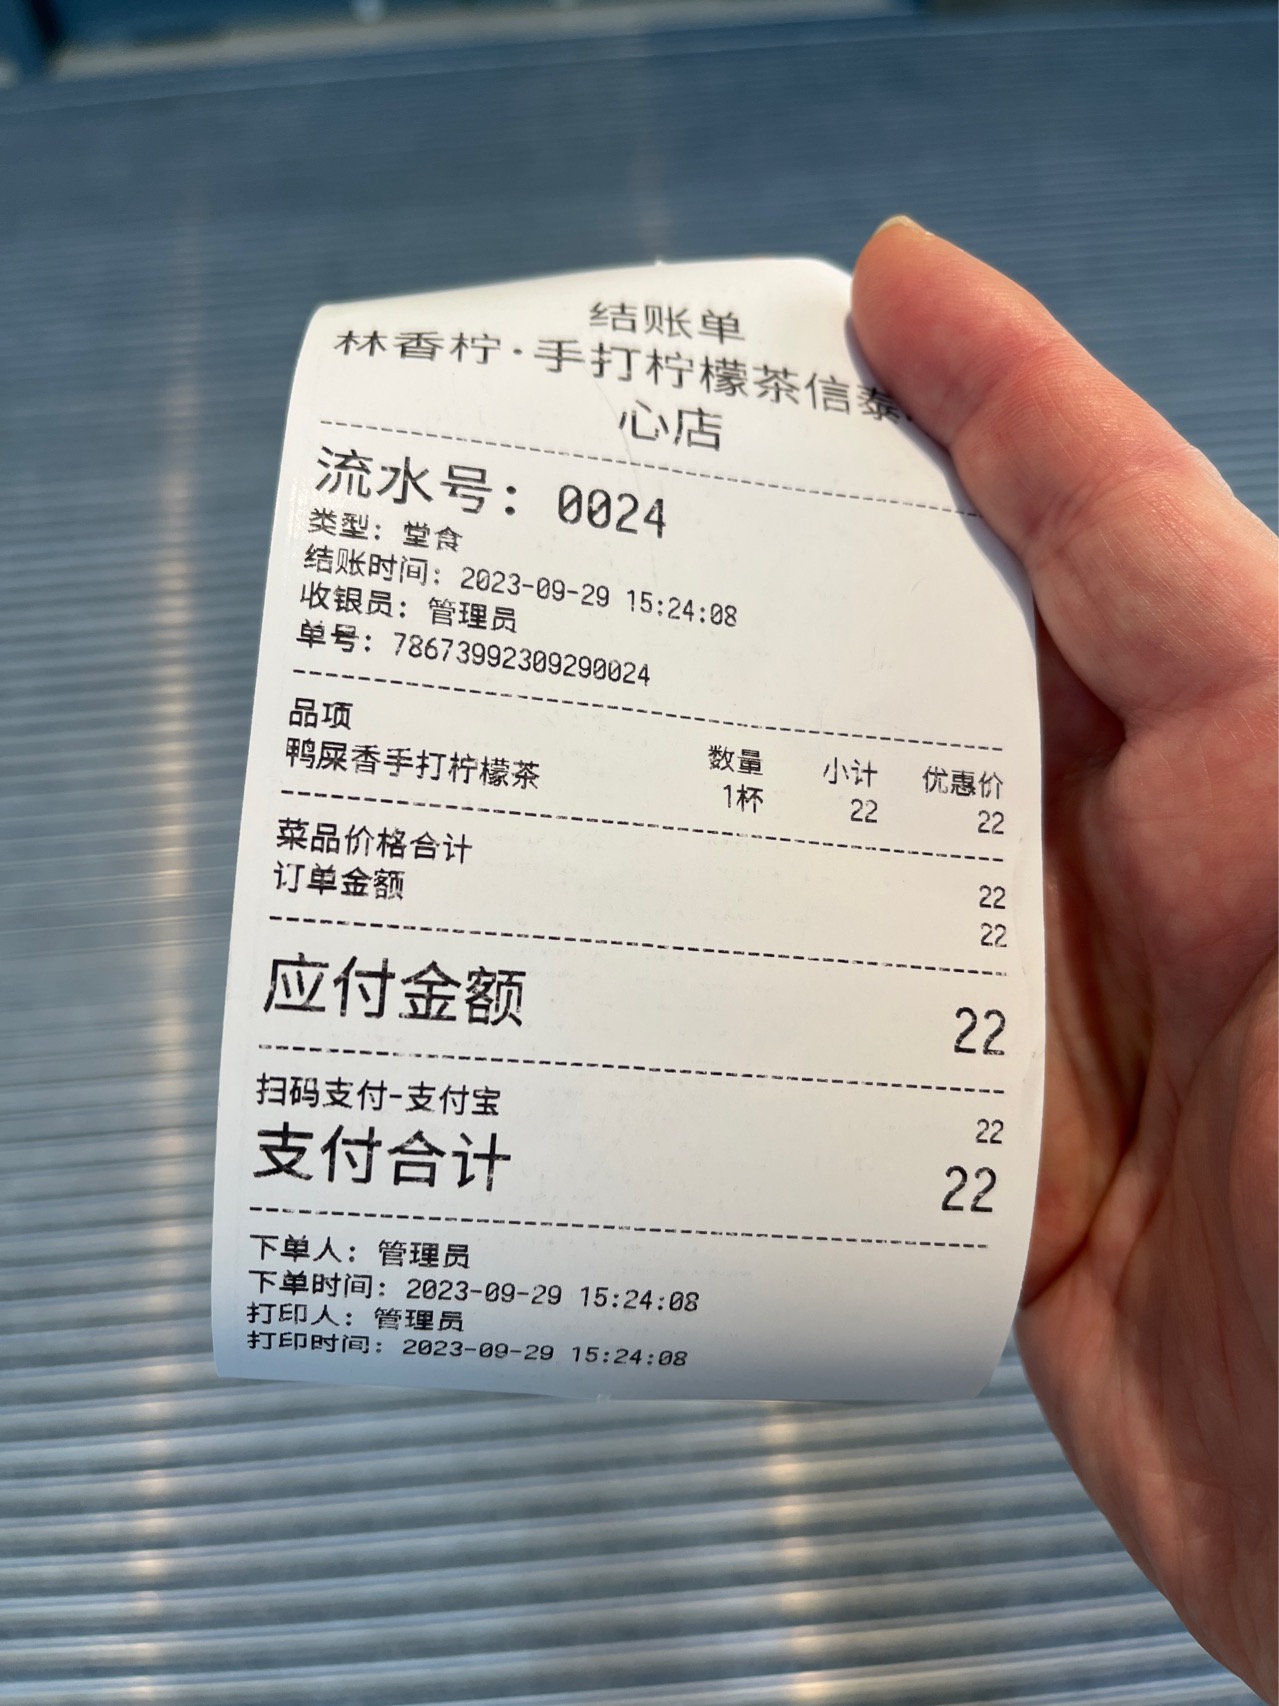 结账单
林香柠·手打柠檬茶信泰
心店
流水号：0024
类型：堂食
结账时间：2023-09-29 15:24:08
收银员：管理员
单号：78673992309290024
品项 数量 小计 优惠价
鸭屎香手打柠檬茶 1杯 22 22
菜品价格合计 22
订单金额 22
应付金额 22
扫码支付-支付宝 22
支付合计 22
下单人：管理员
下单时间：2023-09-29 15:24:08
打印人：管理员
打印时间：2023-09-29 15:24:08